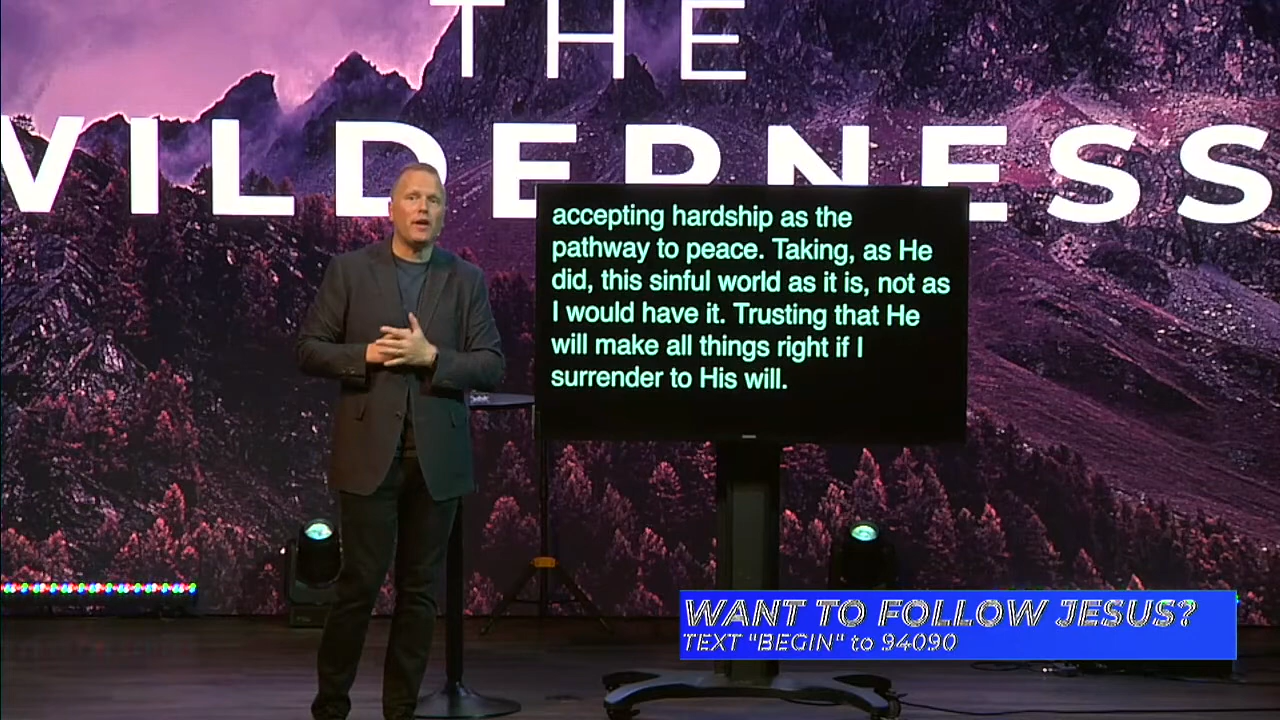 THE
WILDERNESS
accepting hardship as the
pathway to peace. Taking, as He
did, this sinful world as it is, not as
I would have it. Trusting that He
will make all things right if I
surrender to His will.
WANT TO FOLLOW JESUS?
TEXT "BEGIN" to 94090